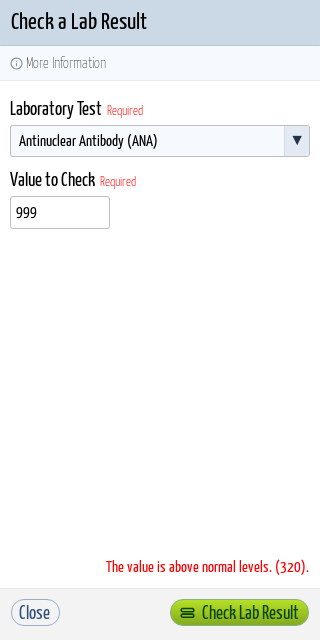 Check a Lab Result
More Information
Laboratory Test Required
Antinuclear Antibody (ANA)
Value to Check Required
999
The value is above normal levels. (320).
Close
Check Lab Result